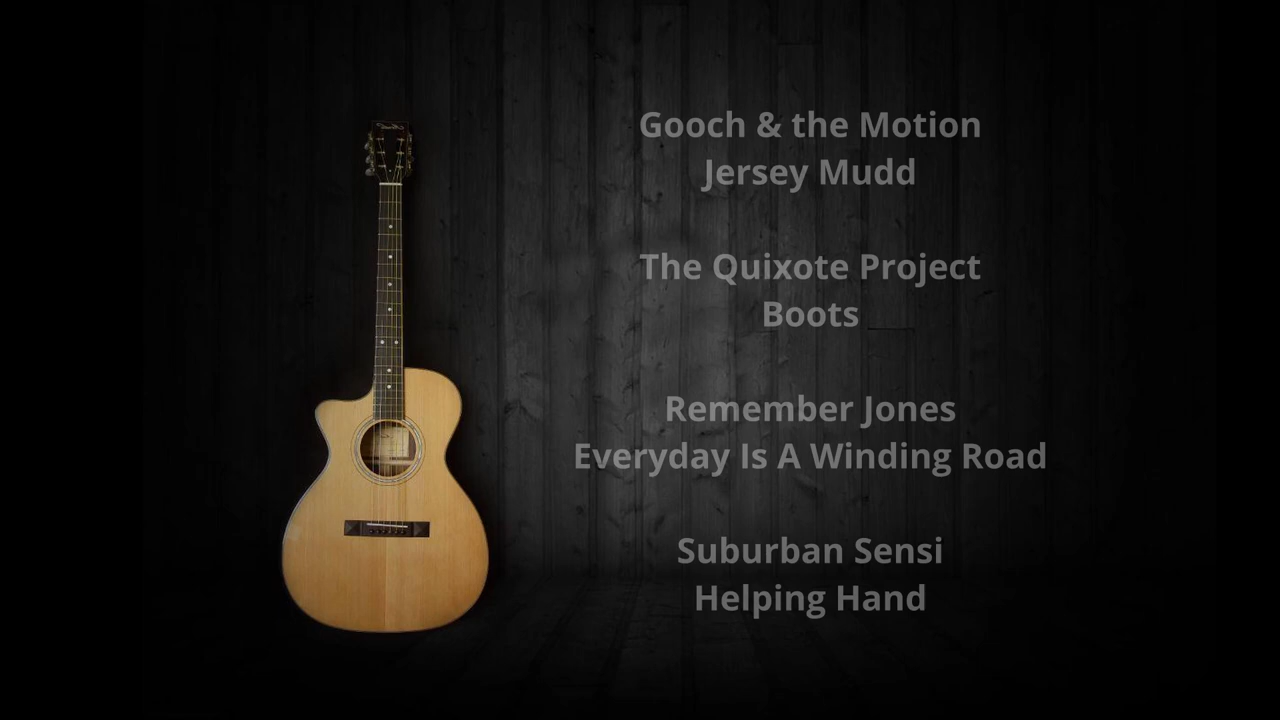 Gooch & the Motion
Jersey Mudd
The Quixote Project
Boots
Remember Jones
Everyday Is A Winding Road
Suburban Sensi
Helping Hand